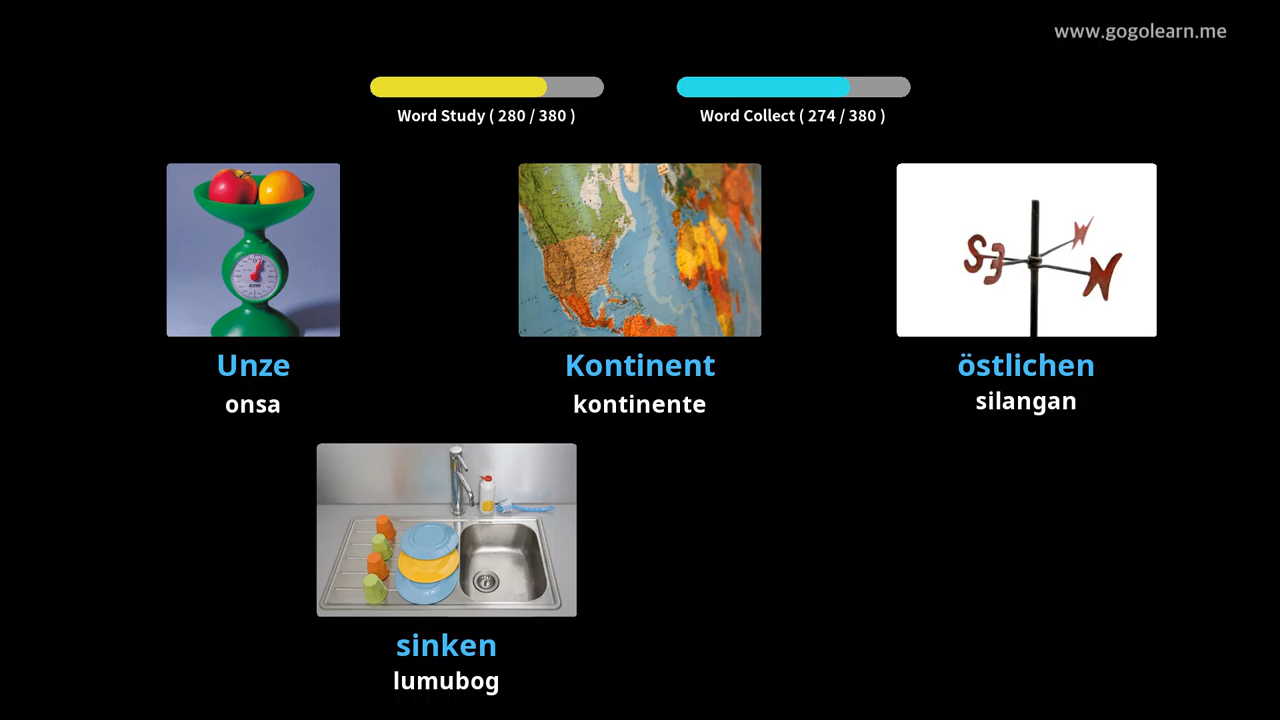 www.gogolearn.me
Word Study ( 280 / 380 )
Word Collect ( 274 / 380 )
Unze
onsa
Kontinent
kontinente
östlichen
silangan
sinken
lumubog